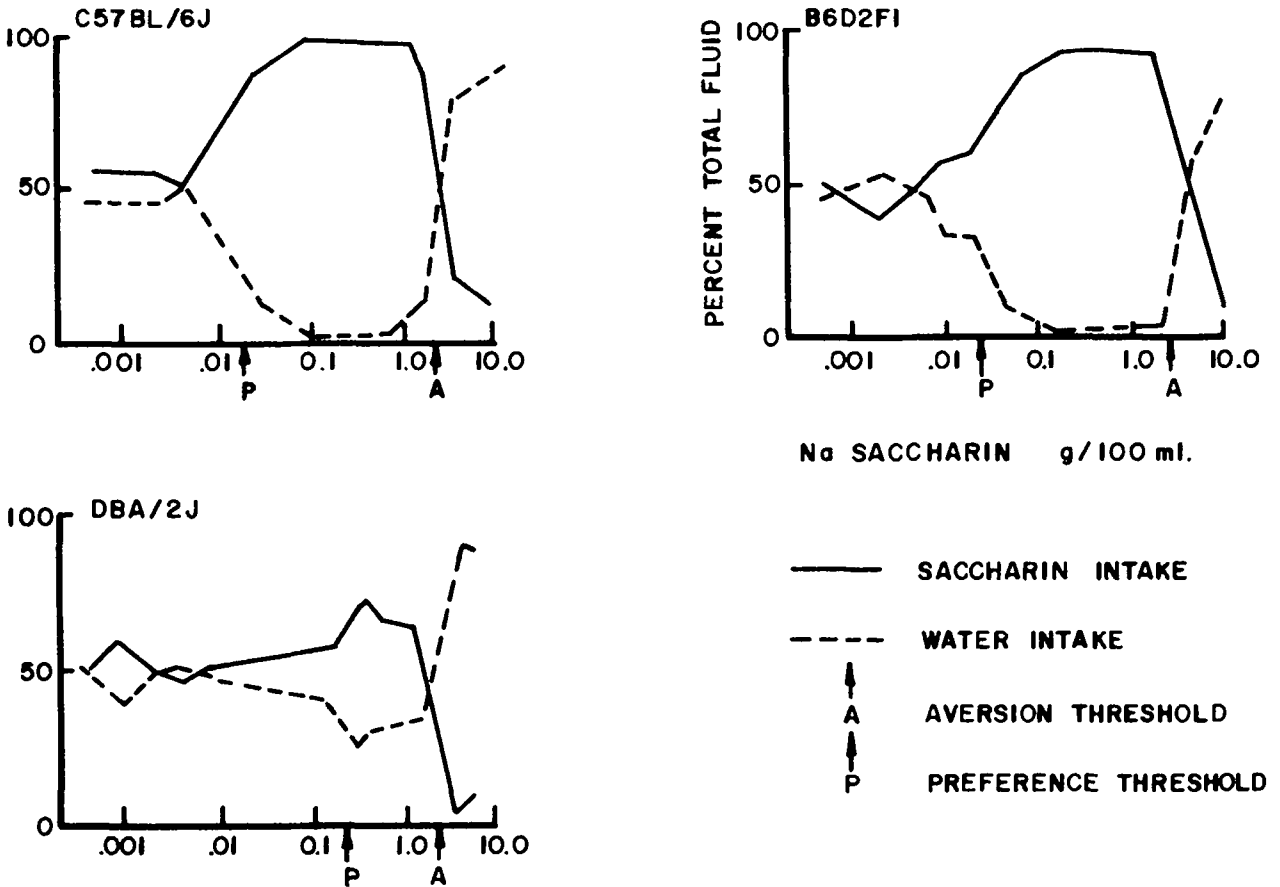 C57BL/6J
100
50
0
.001 .01 0.1 1.0 10.0
P A
B6D2F1
PERCENT TOTAL FLUID
100
50
0
.001 .01 0.1 1.0 10.0
P A
Na SACCHARIN g/100 ml.
DBA/2J
100
50
0
.001 .01 0.1 1.0 10.0
P A
SACCHARIN INTAKE
WATER INTAKE
A AVERSION THRESHOLD
P PREFERENCE THRESHOLD